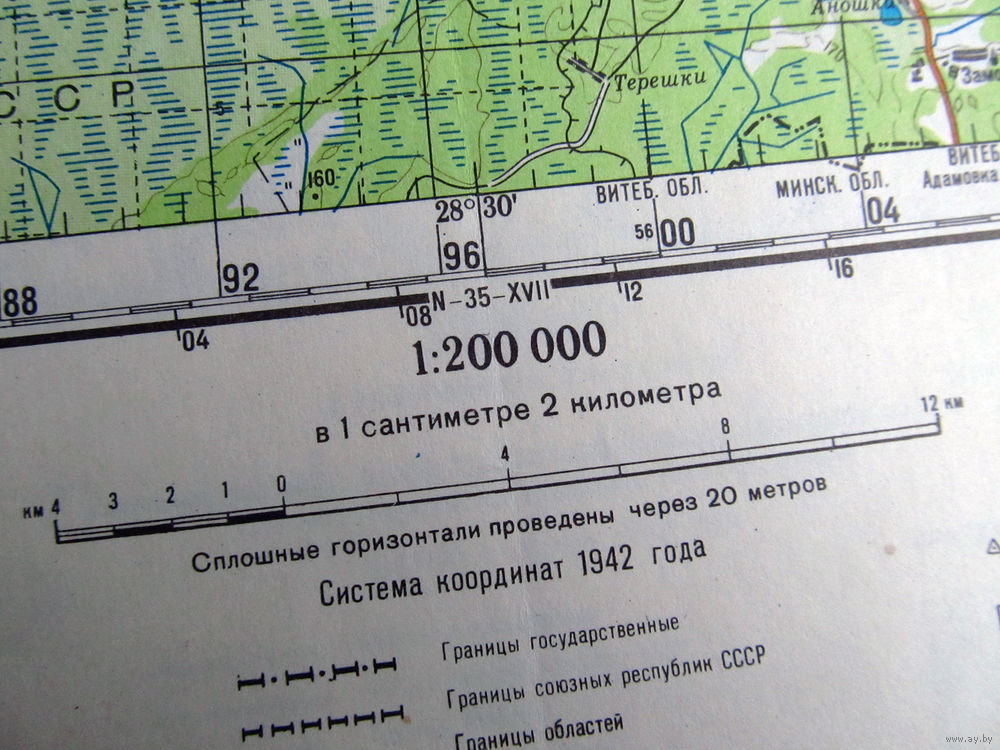 Аношки
170
Терешки
С С Р
160
ВИТЕБ. ОБЛ.
МИНСК. ОБЛ.
ВИТЕБ
Адамовка
28° 30'
88
92
96
56 00
04
04
08
N-35-XVII
12
16
1:200 000
в 1 сантиметре 2 километра
км 4 3 2 1 0 4 8 12 км
Сплошные горизонтали проведены через 20 метров
Система координат 1942 года
Границы государственные
Границы союзных республик СССР
Границы областей
www.ay.by